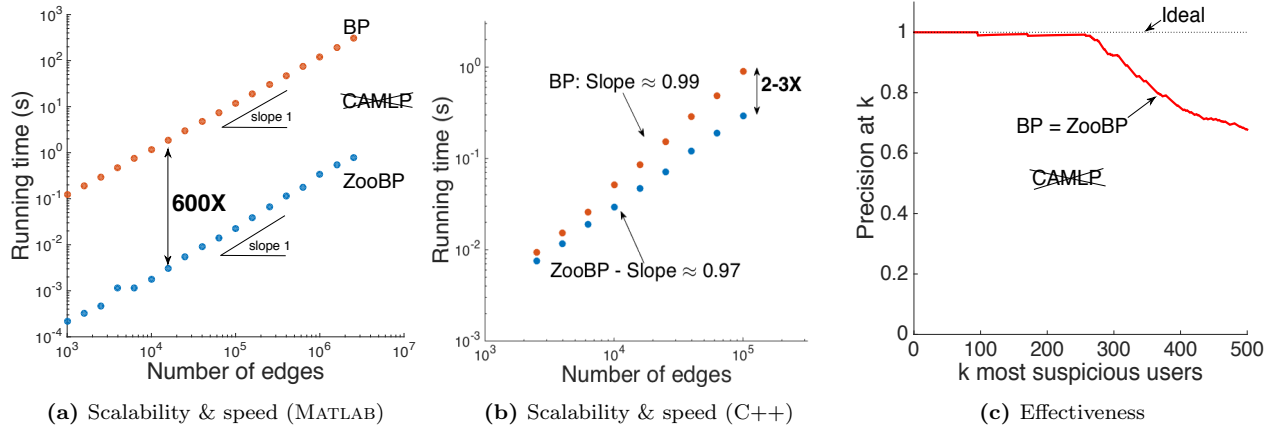 BP
CAMLP
slope 1
600X
ZooBP
slope 1
10³
10²
10¹
10⁰
10⁻¹
10⁻²
10⁻³
10⁻⁴
Running time (s)
10³ 10⁴ 10⁵ 10⁶ 10⁷
Number of edges
(a) Scalability & speed (MATLAB)
BP: Slope ≈ 0.99
2-3X
ZooBP - Slope ≈ 0.97
10⁰
10⁻¹
10⁻²
10⁻³
Running time (s)
10³ 10⁴ 10⁵
Number of edges
(b) Scalability & speed (C++)
Ideal
BP = ZooBP
CAMLP
1
0.8
0.6
0.4
0.2
0
Precision at k
0 100 200 300 400 500
k most suspicious users
(c) Effectiveness